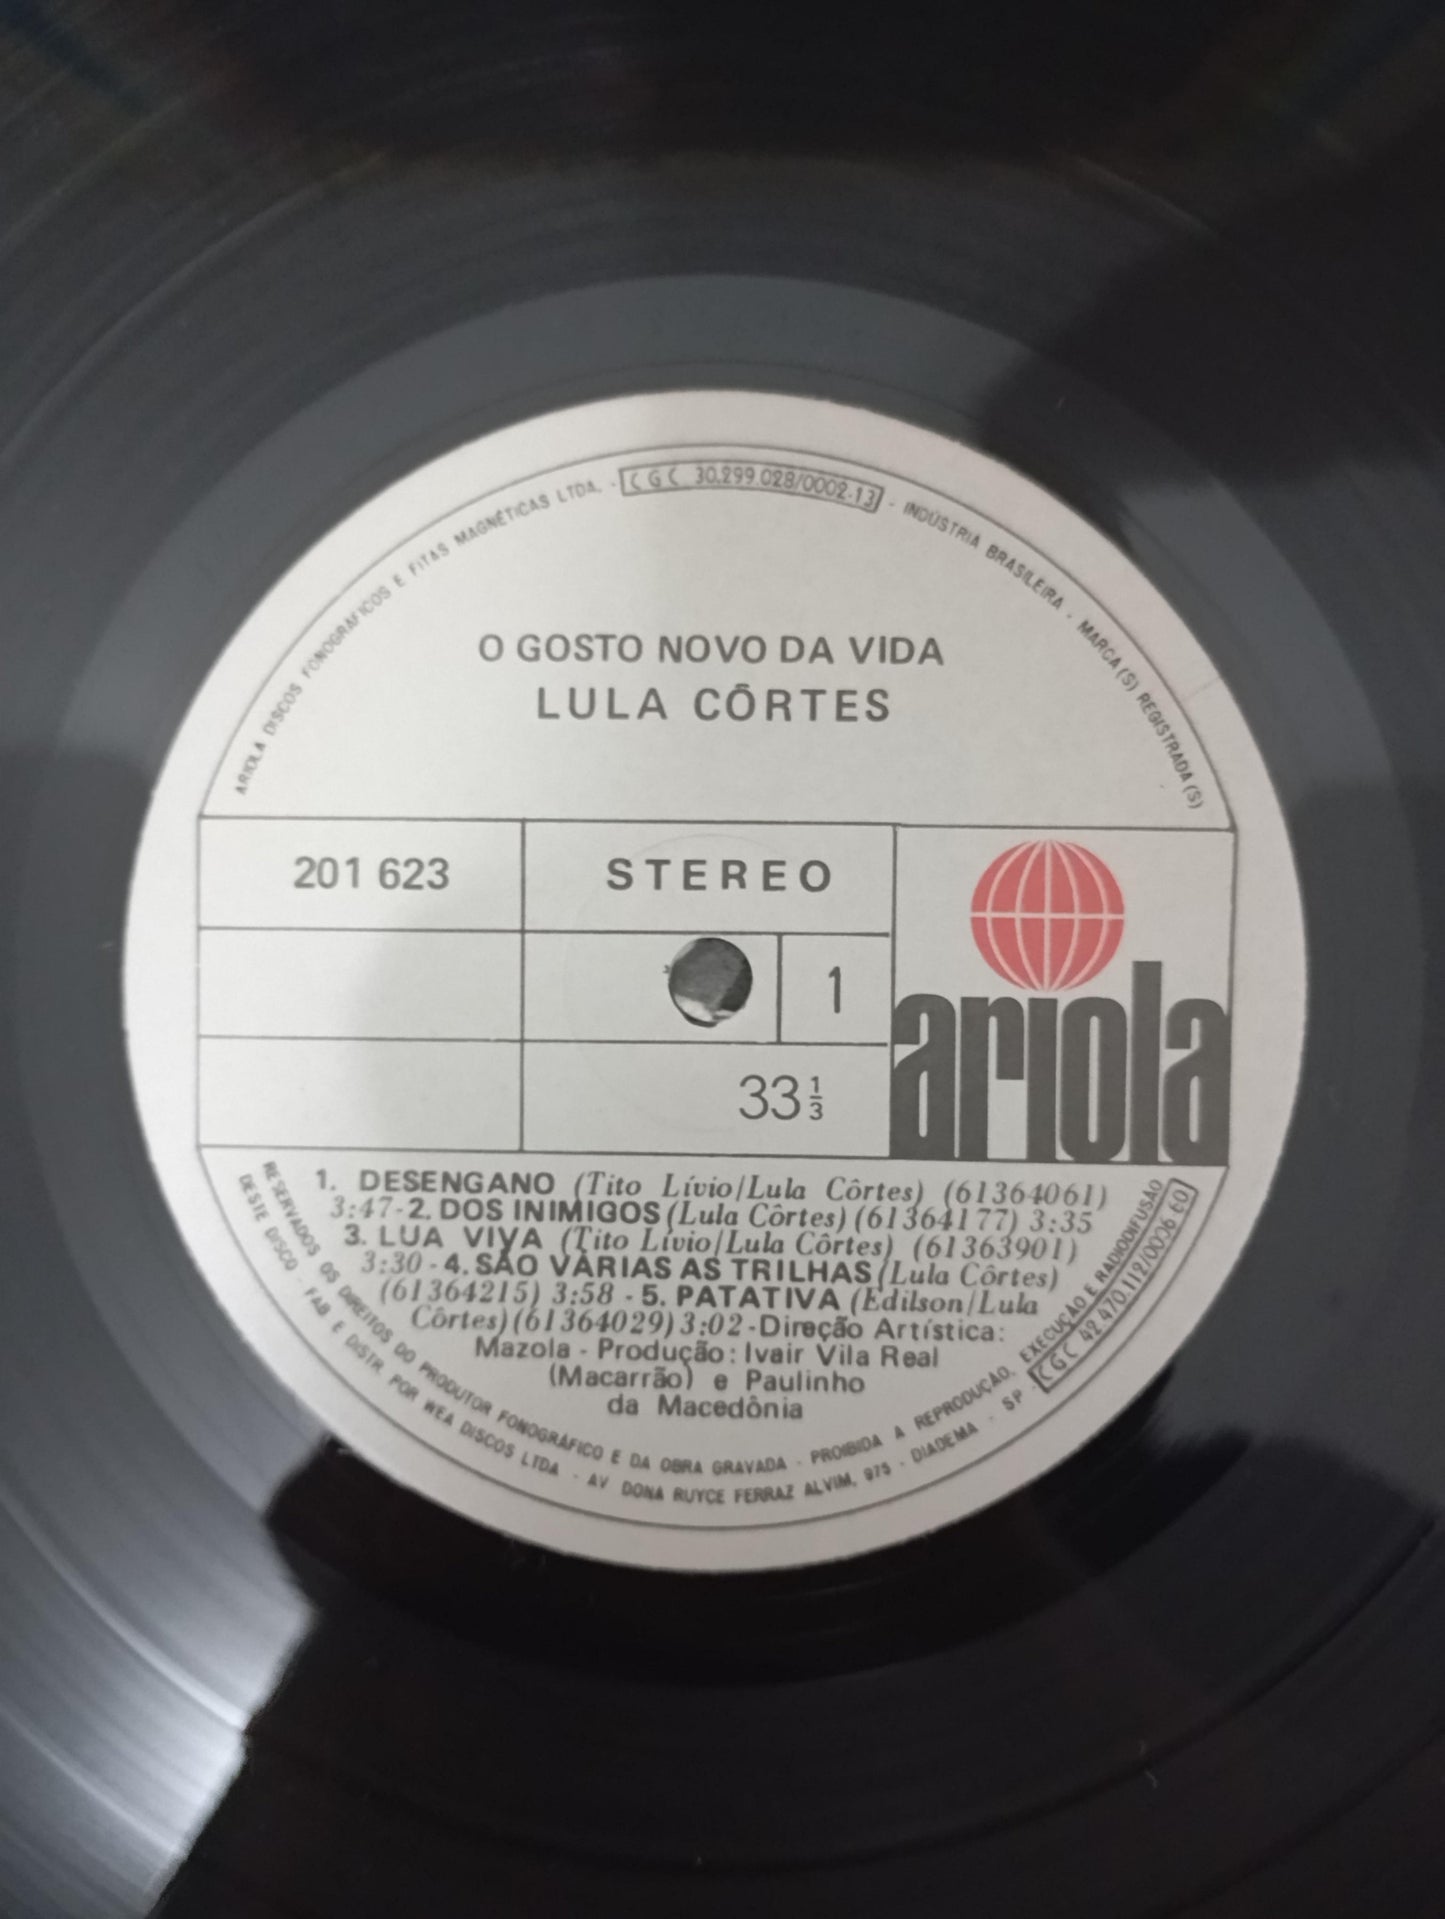 ARIOLA DISCOS FONOGRÁFICOS E FITAS MAGNÉTICAS LTDA. - CGC 30.299.028/0002-13 - INDÚSTRIA BRASILEIRA - MARCA(S) REGISTRADA(S)
O GOSTO NOVO DA VIDA
LULA CÔRTES
201 623
STEREO
1
33 1/3
ariola
1. DESENGANO (Tito Lívio/Lula Côrtes) (61364061)
3:47-2. DOS INIMIGOS (Lula Côrtes) (61364177) 3:35
3. LUA VIVA (Tito Lívio/Lula Côrtes) (61363901)
3:30 - 4. SÃO VÁRIAS AS TRILHAS (Lula Côrtes)
(61364215) 3:58 - 5. PATATIVA (Edilson/Lula
Côrtes) (61364029) 3:02-Direção Artística:
Mazola - Produção: Ivair Vila Real
(Macarrão) e Paulinho
da Macedônia
RESERVADOS OS DIREITOS DO PRODUTOR FONOGRÁFICO E DA OBRA GRAVADA - PROIBIDA A REPRODUÇÃO, EXECUÇÃO E RADIODIFUSÃO
DESTE DISCO - FAB E DISTR. POR WEA DISCOS LTDA - AV DONA RUYCE FERRAZ ALVIM, 975 - DIADEMA - SP - CGC 42.470.112/0006 60